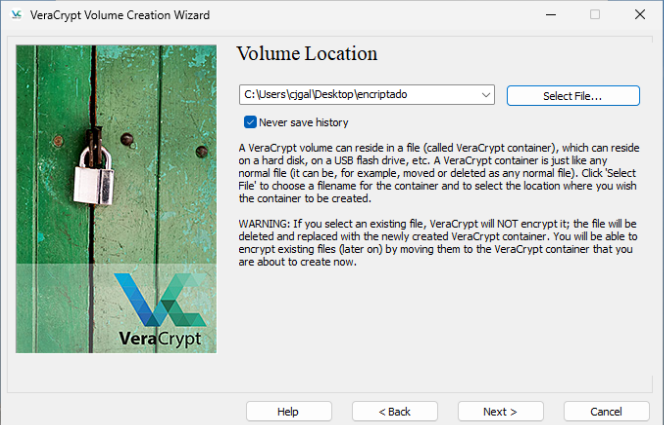 VeraCrypt Volume Creation Wizard
Volume Location
C:\Users\cjgal\Desktop\encriptado
Select File...
Never save history
A VeraCrypt volume can reside in a file (called VeraCrypt container), which can reside
on a hard disk, on a USB flash drive, etc. A VeraCrypt container is just like any
normal file (it can be, for example, moved or deleted as any normal file). Click 'Select
File' to choose a filename for the container and to select the location where you wish
the container to be created.
WARNING: If you select an existing file, VeraCrypt will NOT encrypt it; the file will be
deleted and replaced with the newly created VeraCrypt container. You will be able to
encrypt existing files (later on) by moving them to the VeraCrypt container that you
are about to create now.
VeraCrypt
Help
< Back
Next >
Cancel